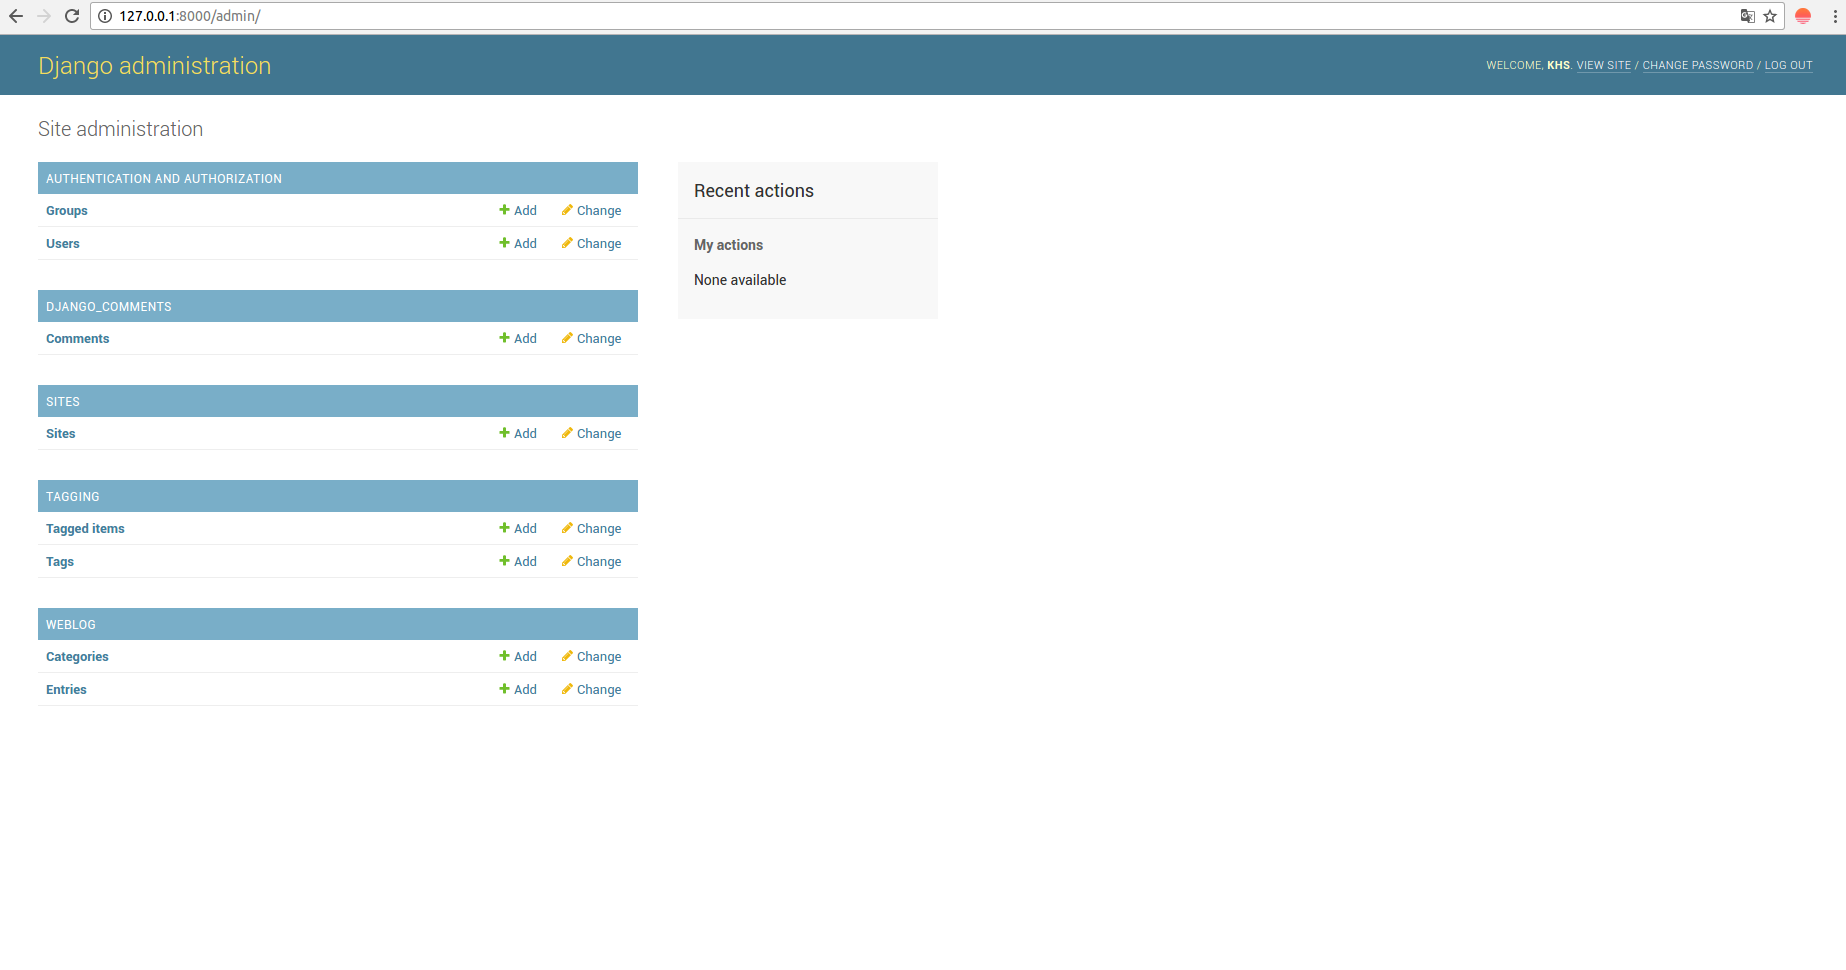 127.0.0.1:8000/admin/
Django administration
WELCOME, KHS. VIEW SITE / CHANGE PASSWORD / LOG OUT
Site administration
AUTHENTICATION AND AUTHORIZATION
Groups Add Change
Users Add Change
DJANGO_COMMENTS
Comments Add Change
SITES
Sites Add Change
TAGGING
Tagged items Add Change
Tags Add Change
WEBLOG
Categories Add Change
Entries Add Change
Recent actions
My actions
None available